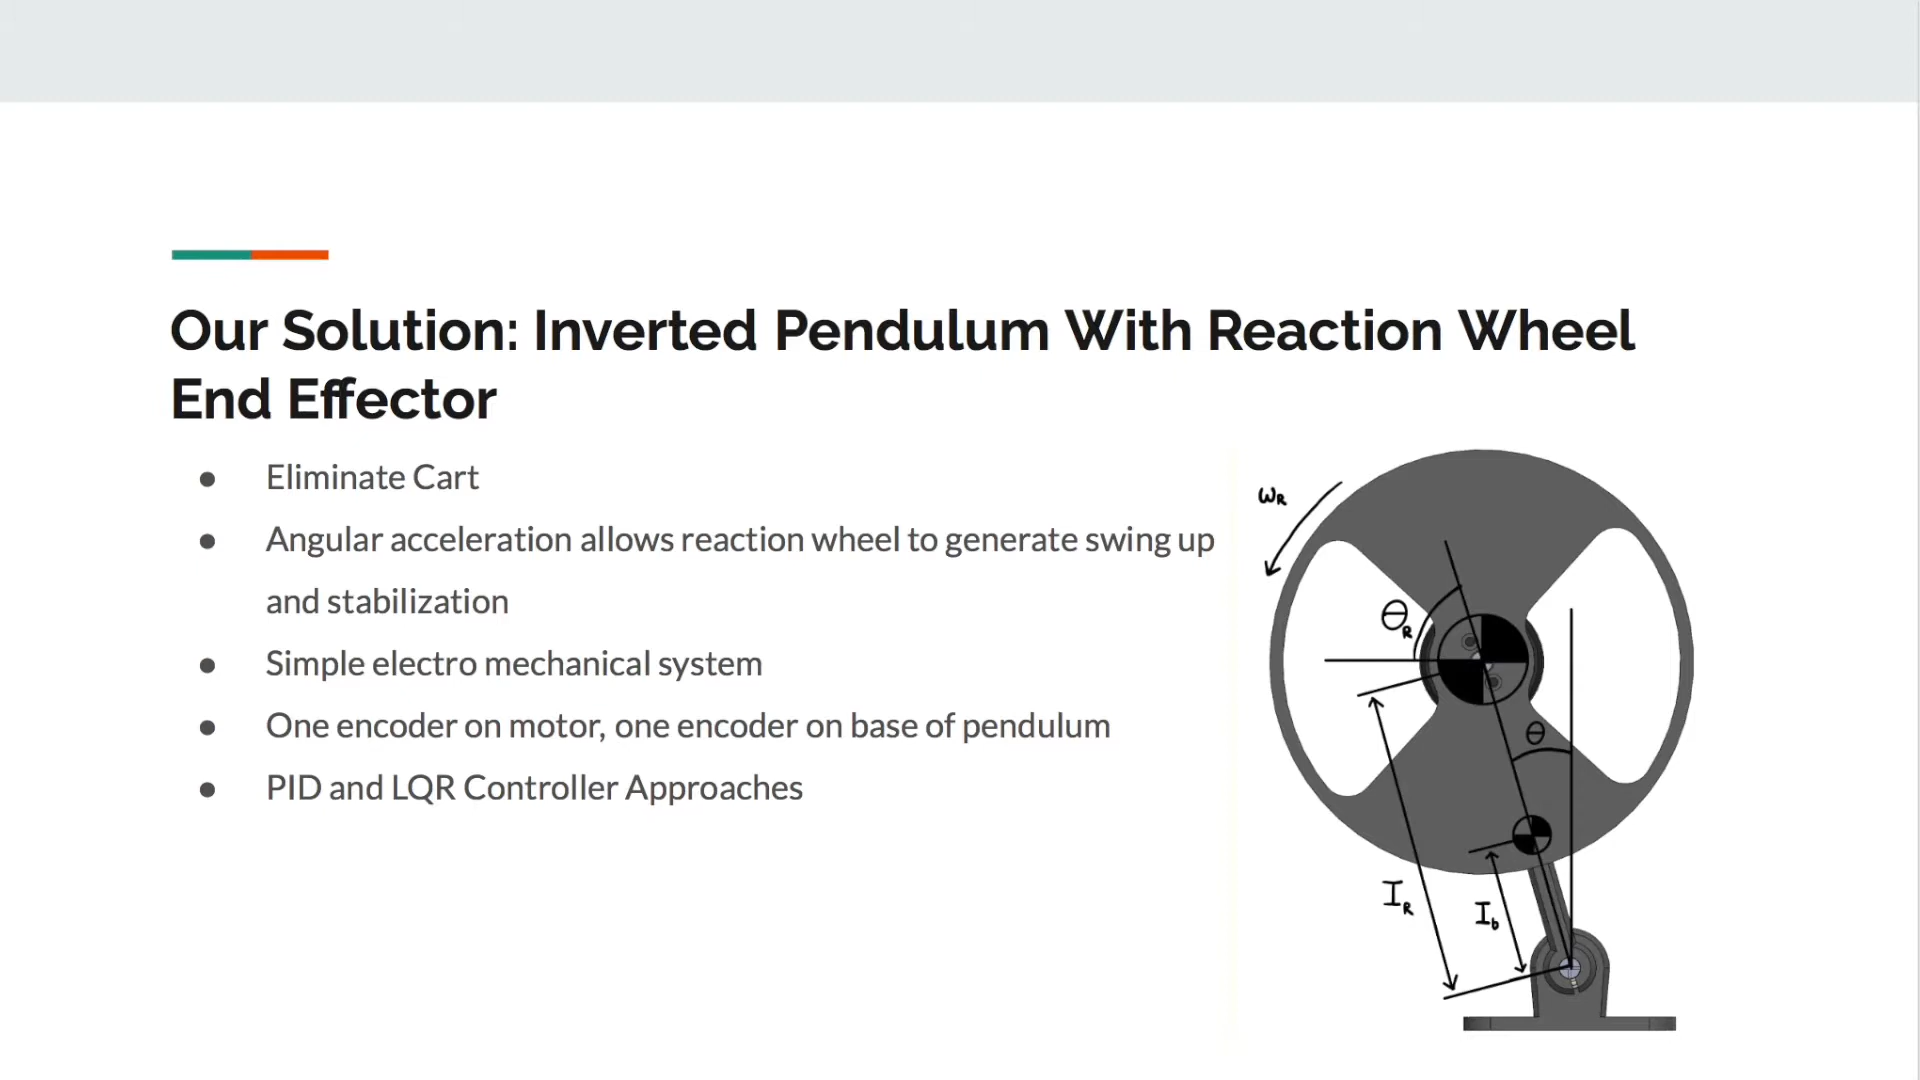 Our Solution: Inverted Pendulum With Reaction Wheel
End Effector
● Eliminate Cart
● Angular acceleration allows reaction wheel to generate swing up
and stabilization
● Simple electro mechanical system
● One encoder on motor, one encoder on base of pendulum
● PID and LQR Controller Approaches
ωR
θR
θ
IR
Ib